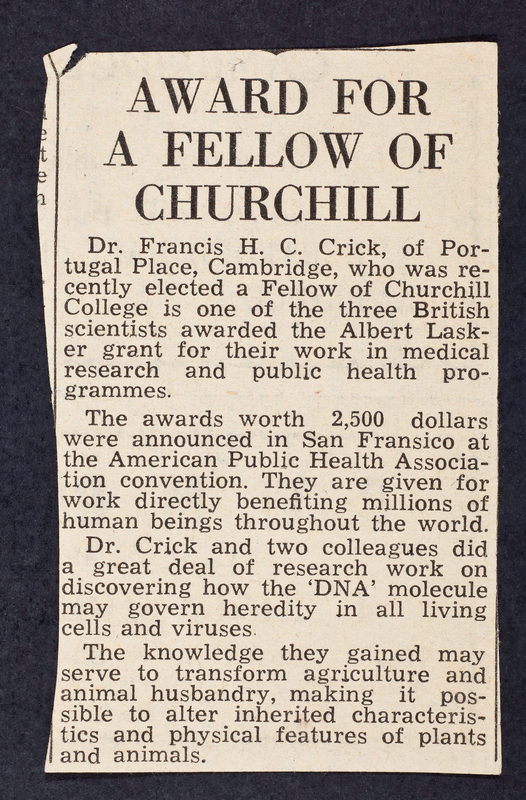 AWARD FOR
A FELLOW OF
CHURCHILL
Dr. Francis H. C. Crick, of Por-
tugal Place, Cambridge, who was re-
cently elected a Fellow of Churchill
College is one of the three British
scientists awarded the Albert Lask-
er grant for their work in medical
research and public health pro-
grammes.
The awards worth 2,500 dollars
were announced in San Fransico at
the American Public Health Associa-
tion convention. They are given for
work directly benefiting millions of
human beings throughout the world.
Dr. Crick and two colleagues did
a great deal of research work on
discovering how the ‘DNA’ molecule
may govern heredity in all living
cells and viruses.
The knowledge they gained may
serve to transform agriculture and
animal husbandry, making it pos-
sible to alter inherited characteris-
tics and physical features of plants
and animals.